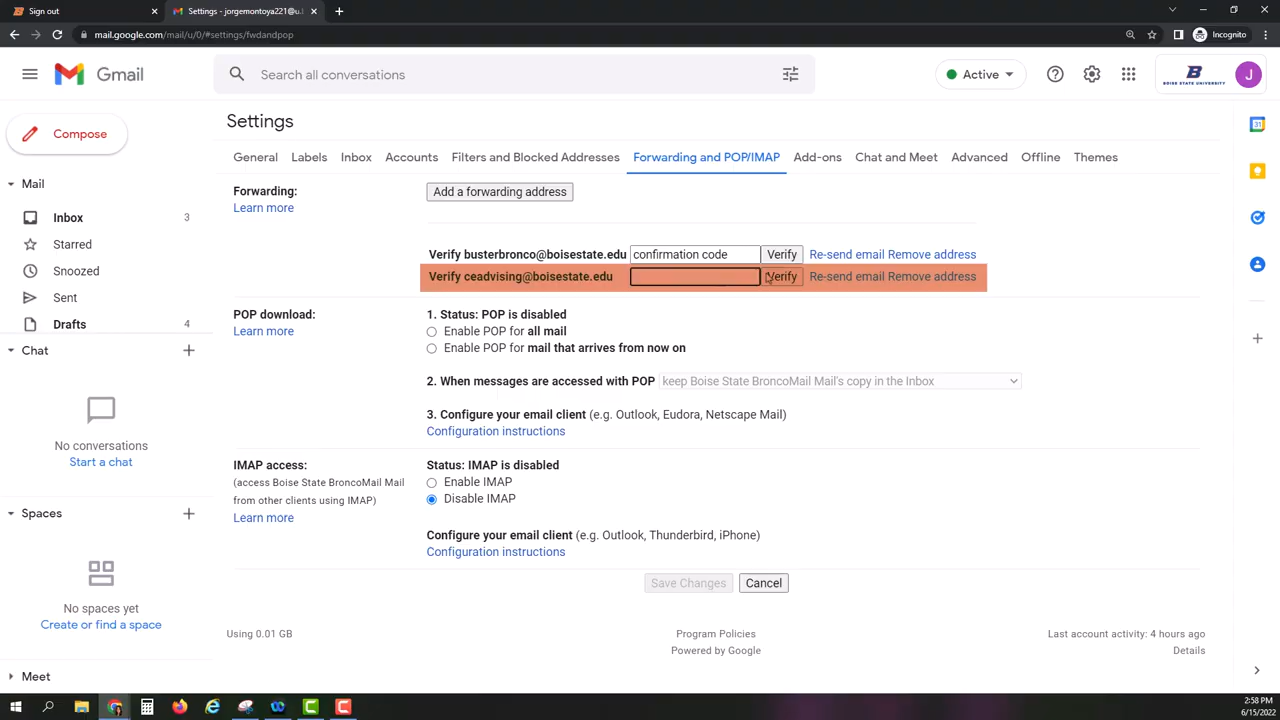 Sign out
Settings - jorgemontoya221@u.
mail.google.com/mail/u/0/#settings/fwdandpop
Incognito
Gmail
Search all conversations
Active
BOISE STATE UNIVERSITY
J
Compose
Mail
Inbox 3
Starred
Snoozed
Sent
Drafts 4
Chat
No conversations
Start a chat
Spaces
No spaces yet
Create or find a space
Meet
Settings
General Labels Inbox Accounts Filters and Blocked Addresses Forwarding and POP/IMAP Add-ons Chat and Meet Advanced Offline Themes
Forwarding:
Learn more
Add a forwarding address
Verify busterbronco@boisestate.edu confirmation code Verify Re-send email Remove address
Verify ceadvising@boisestate.edu Verify Re-send email Remove address
POP download:
Learn more
1. Status: POP is disabled
Enable POP for all mail
Enable POP for mail that arrives from now on
2. When messages are accessed with POP keep Boise State BroncoMail Mail's copy in the Inbox
3. Configure your email client (e.g. Outlook, Eudora, Netscape Mail)
Configuration instructions
IMAP access:
(access Boise State BroncoMail Mail
from other clients using IMAP)
Learn more
Status: IMAP is disabled
Enable IMAP
Disable IMAP
Configure your email client (e.g. Outlook, Thunderbird, iPhone)
Configuration instructions
Save Changes Cancel
Using 0.01 GB
Program Policies
Powered by Google
Last account activity: 4 hours ago
Details
31
2:58 PM
6/15/2022